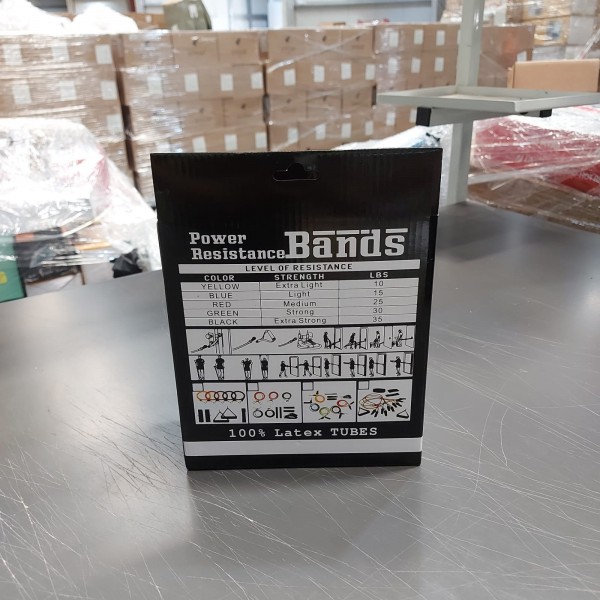 Power
Resistance Bands
LEVEL OF RESISTANCE
COLOR STRENGTH LBS
YELLOW Extra Light 10
BLUE Light 15
RED Medium 25
GREEN Strong 30
BLACK Extra Strong 35
100% Latex TUBES